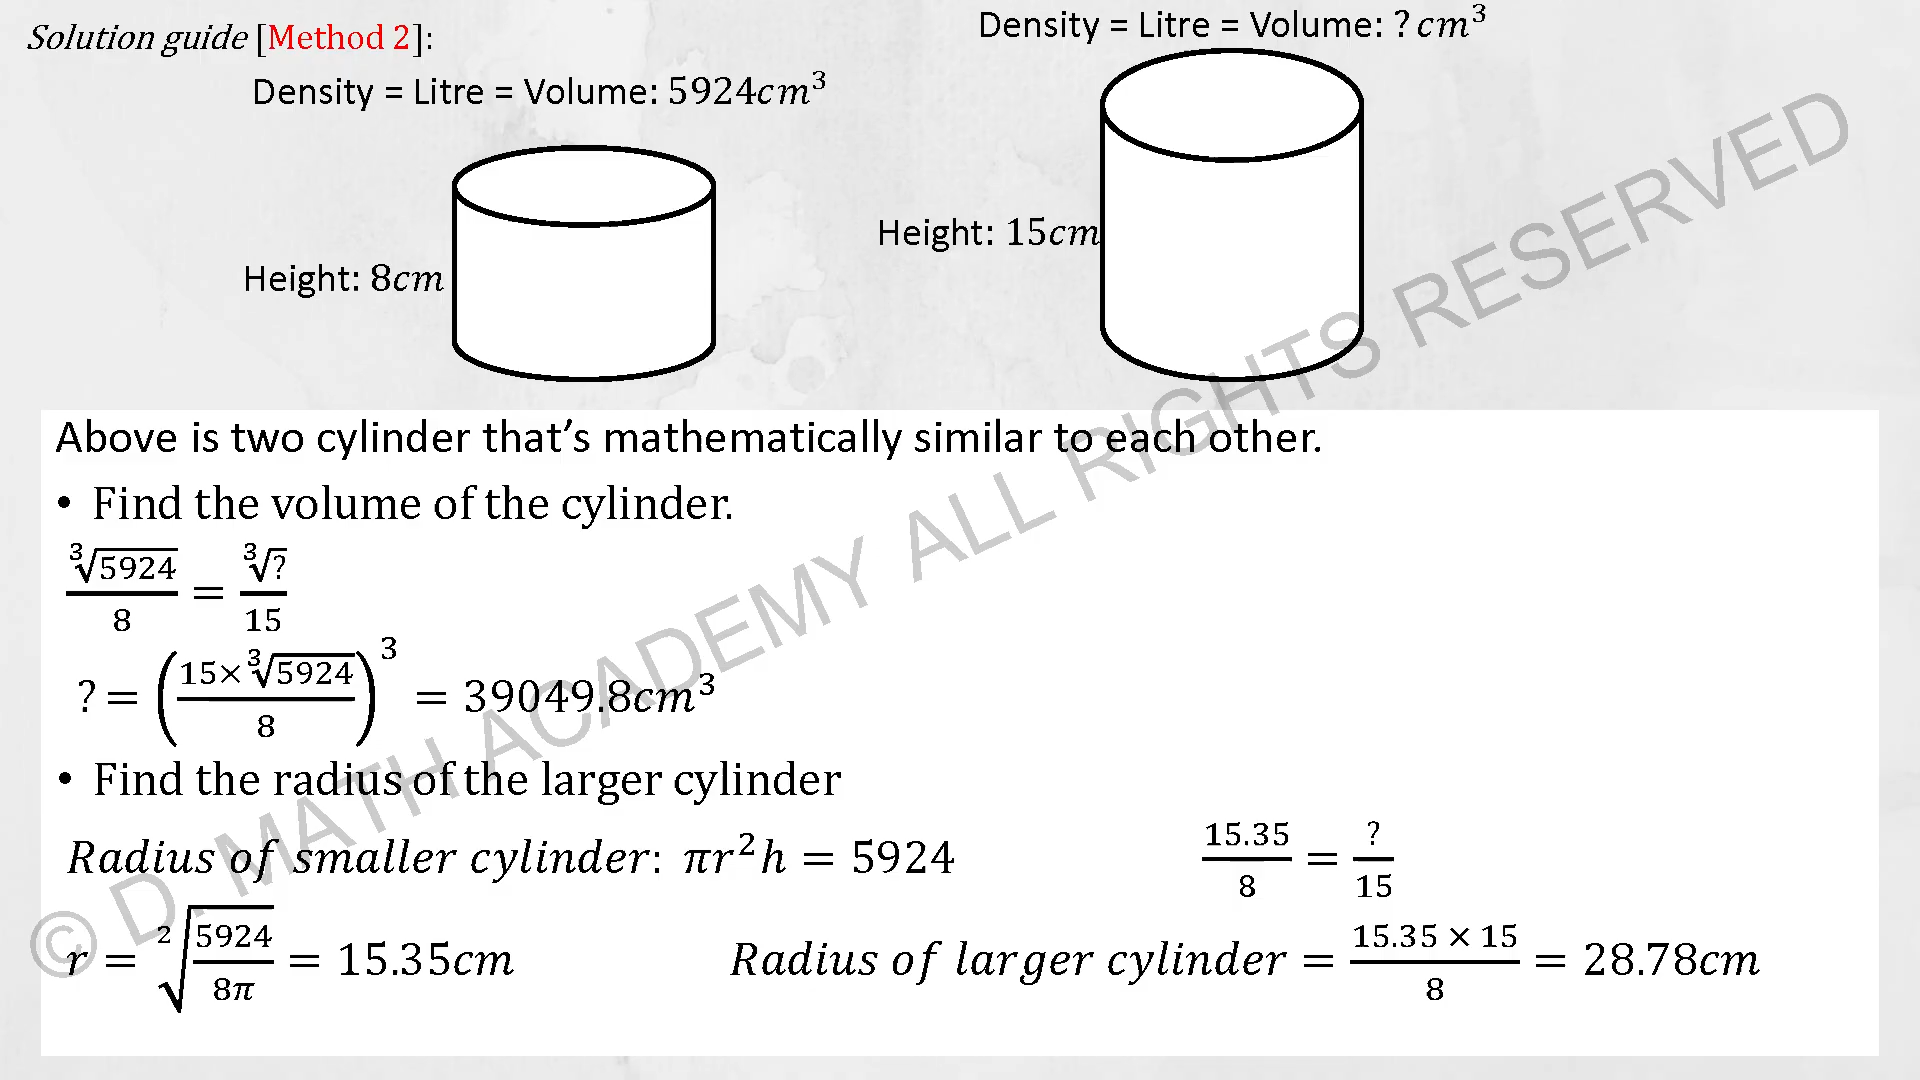 Solution guide [Method 2]:
Density = Litre = Volume: 5924cm³
Height: 8cm
Density = Litre = Volume: ? cm³
Height: 15cm
Above is two cylinder that’s mathematically similar to each other.
• Find the volume of the cylinder.
∛5924/8 = ∛?/15
? = (15×∛5924/8)³ = 39049.8cm³
• Find the radius of the larger cylinder
Radius of smaller cylinder: πr²h = 5924
r = ²√(5924/8π) = 15.35cm
15.35/8 = ?/15
Radius of larger cylinder = 15.35 × 15/8 = 28.78cm
© D. MATH ACADEMY ALL RIGHTS RESERVED